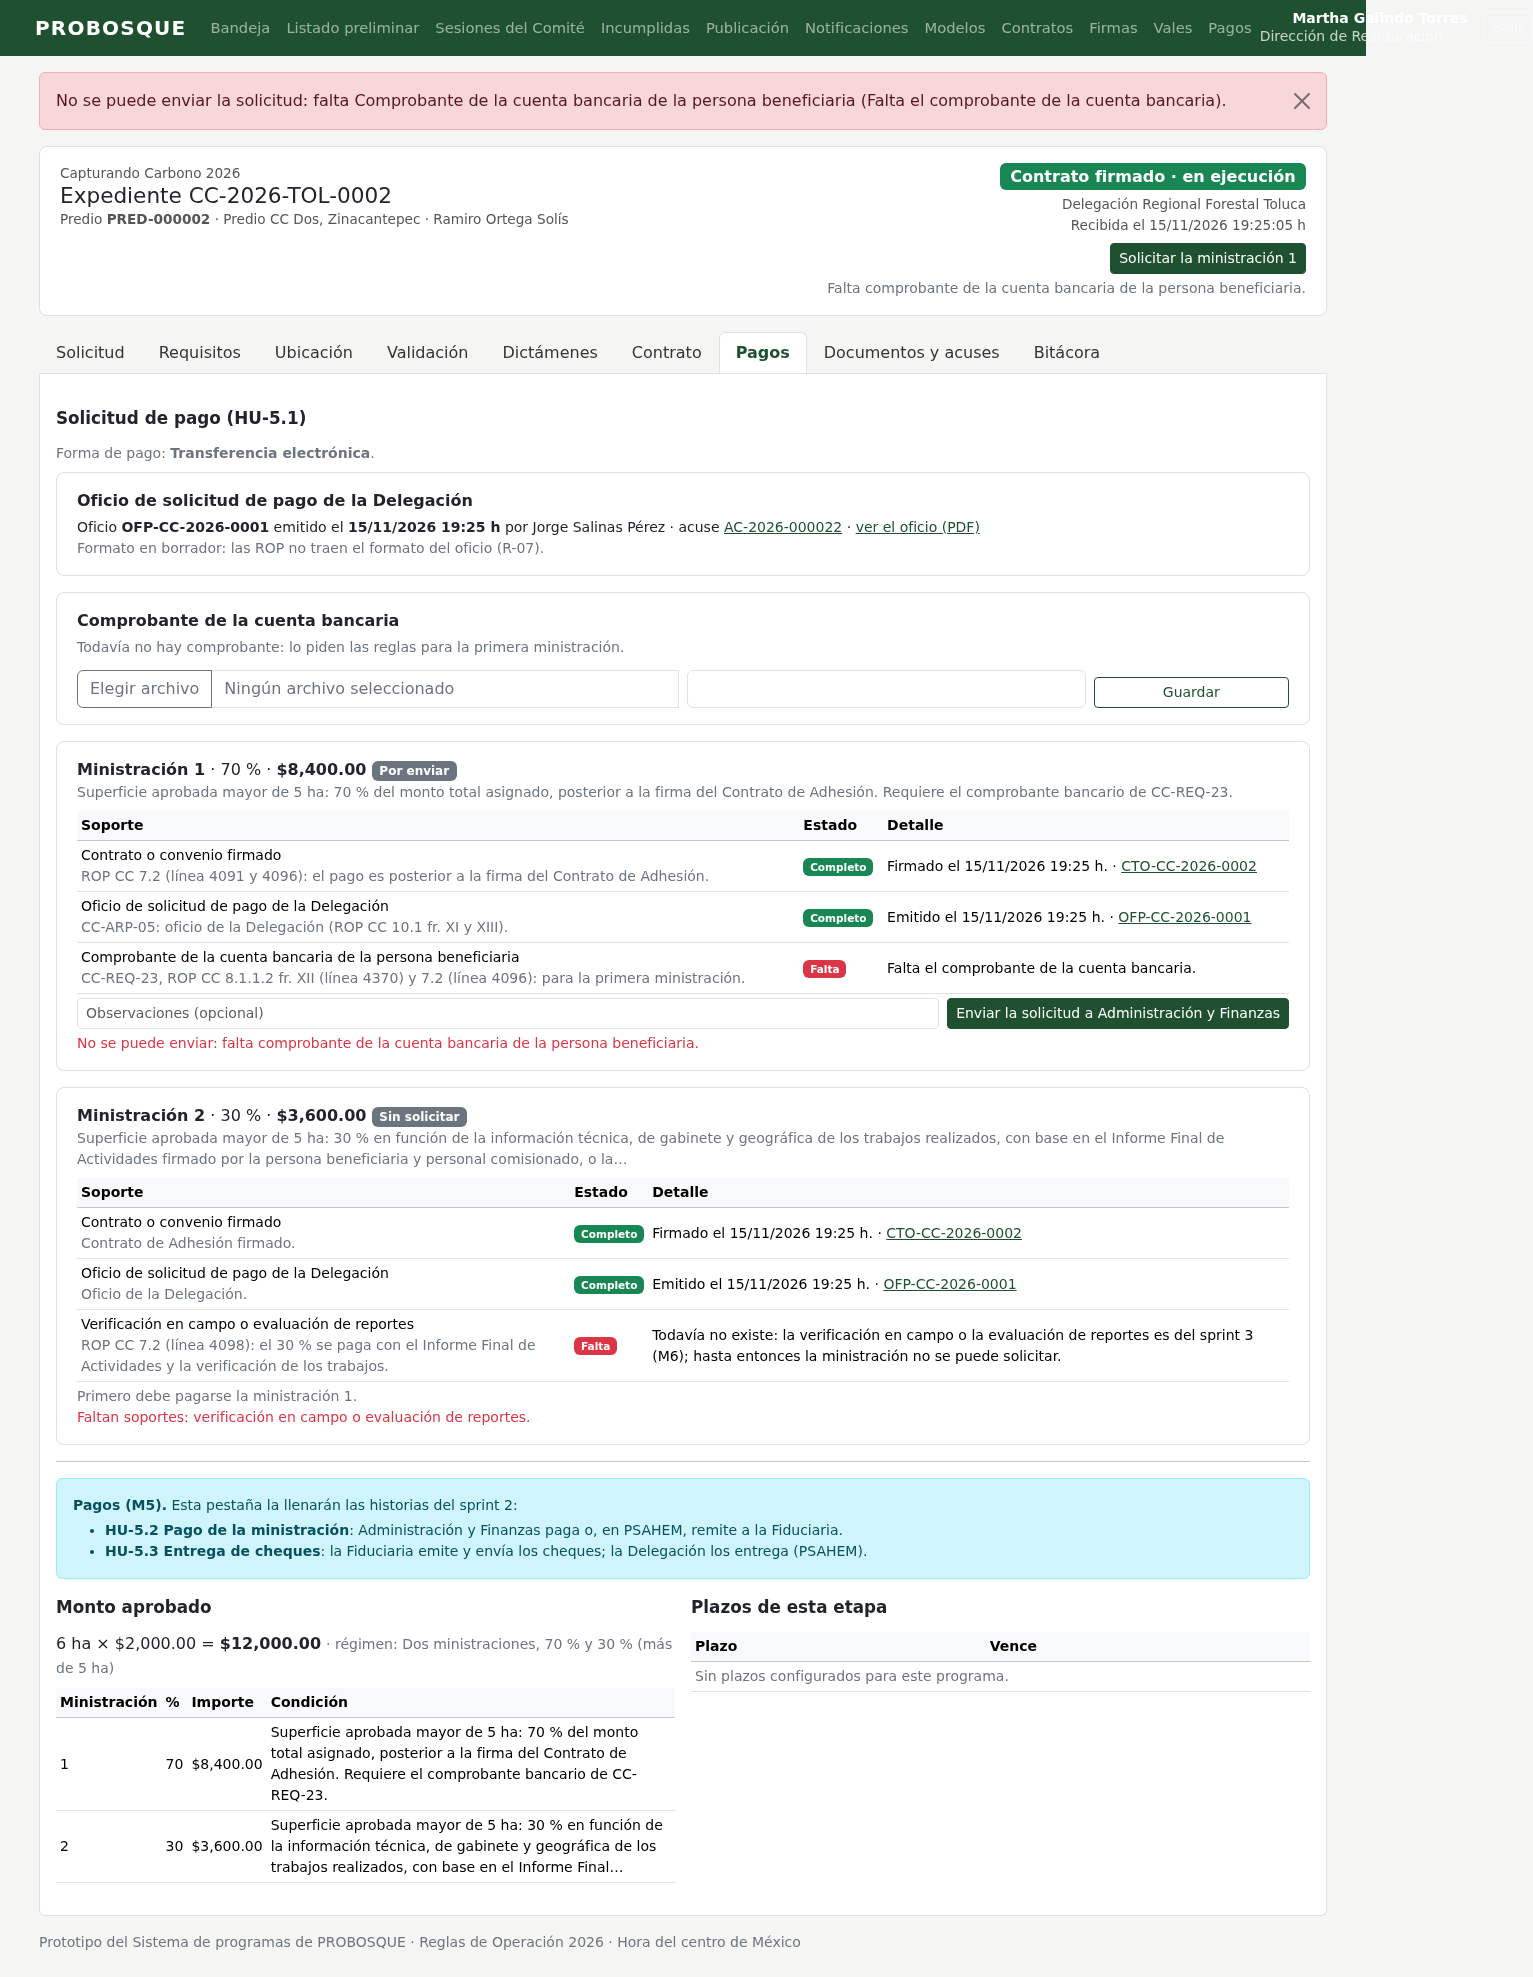 PROBOSQUE Bandeja Listado preliminar Sesiones del Comité Incumplidas Publicación Notificaciones Modelos Contratos Firmas Vales Pagos Martha Galindo Torres
Dirección de Restauración
No se puede enviar la solicitud: falta Comprobante de la cuenta bancaria de la persona beneficiaria (Falta el comprobante de la cuenta bancaria).
Capturando Carbono 2026
Expediente CC-2026-TOL-0002
Predio PRED-000002 · Predio CC Dos, Zinacantepec · Ramiro Ortega Solís
Contrato firmado · en ejecución
Delegación Regional Forestal Toluca
Recibida el 15/11/2026 19:25:05 h
Solicitar la ministración 1
Falta comprobante de la cuenta bancaria de la persona beneficiaria.
Solicitud Requisitos Ubicación Validación Dictámenes Contrato Pagos Documentos y acuses Bitácora
Solicitud de pago (HU-5.1)
Forma de pago: Transferencia electrónica.
Oficio de solicitud de pago de la Delegación
Oficio OFP-CC-2026-0001 emitido el 15/11/2026 19:25 h por Jorge Salinas Pérez · acuse AC-2026-000022 · ver el oficio (PDF)
Formato en borrador: las ROP no traen el formato del oficio (R-07).
Comprobante de la cuenta bancaria
Todavía no hay comprobante: lo piden las reglas para la primera ministración.
Elegir archivo Ningún archivo seleccionado Guardar
Ministración 1 · 70 % · $8,400.00 Por enviar
Superficie aprobada mayor de 5 ha: 70 % del monto total asignado, posterior a la firma del Contrato de Adhesión. Requiere el comprobante bancario de CC-REQ-23.
Soporte Estado Detalle
Contrato o convenio firmado
ROP CC 7.2 (línea 4091 y 4096): el pago es posterior a la firma del Contrato de Adhesión.
Completo Firmado el 15/11/2026 19:25 h. · CTO-CC-2026-0002
Oficio de solicitud de pago de la Delegación
CC-ARP-05: oficio de la Delegación (ROP CC 10.1 fr. XI y XIII).
Completo Emitido el 15/11/2026 19:25 h. · OFP-CC-2026-0001
Comprobante de la cuenta bancaria de la persona beneficiaria
CC-REQ-23, ROP CC 8.1.1.2 fr. XII (línea 4370) y 7.2 (línea 4096): para la primera ministración.
Falta Falta el comprobante de la cuenta bancaria.
Observaciones (opcional) Enviar la solicitud a Administración y Finanzas
No se puede enviar: falta comprobante de la cuenta bancaria de la persona beneficiaria.
Ministración 2 · 30 % · $3,600.00 Sin solicitar
Superficie aprobada mayor de 5 ha: 30 % en función de la información técnica, de gabinete y geográfica de los trabajos realizados, con base en el Informe Final de
Actividades firmado por la persona beneficiaria y personal comisionado, o la…
Soporte Estado Detalle
Contrato o convenio firmado
Contrato de Adhesión firmado.
Completo Firmado el 15/11/2026 19:25 h. · CTO-CC-2026-0002
Oficio de solicitud de pago de la Delegación
Oficio de la Delegación.
Completo Emitido el 15/11/2026 19:25 h. · OFP-CC-2026-0001
Verificación en campo o evaluación de reportes
ROP CC 7.2 (línea 4098): el 30 % se paga con el Informe Final de
Actividades y la verificación de los trabajos.
Falta
Todavía no existe: la verificación en campo o la evaluación de reportes es del sprint 3
(M6); hasta entonces la ministración no se puede solicitar.
Primero debe pagarse la ministración 1.
Faltan soportes: verificación en campo o evaluación de reportes.
Pagos (M5). Esta pestaña la llenarán las historias del sprint 2:
• HU-5.2 Pago de la ministración: Administración y Finanzas paga o, en PSAHEM, remite a la Fiduciaria.
• HU-5.3 Entrega de cheques: la Fiduciaria emite y envía los cheques; la Delegación los entrega (PSAHEM).
Monto aprobado
6 ha × $2,000.00 = $12,000.00 · régimen: Dos ministraciones, 70 % y 30 % (más
de 5 ha)
Ministración % Importe Condición
1 70 $8,400.00
Superficie aprobada mayor de 5 ha: 70 % del monto
total asignado, posterior a la firma del Contrato de
Adhesión. Requiere el comprobante bancario de CC-
REQ-23.
2 30 $3,600.00
Superficie aprobada mayor de 5 ha: 30 % en función de
la información técnica, de gabinete y geográfica de los
trabajos realizados, con base en el Informe Final…
Plazos de esta etapa
Plazo Vence
Sin plazos configurados para este programa.
Prototipo del Sistema de programas de PROBOSQUE · Reglas de Operación 2026 · Hora del centro de México